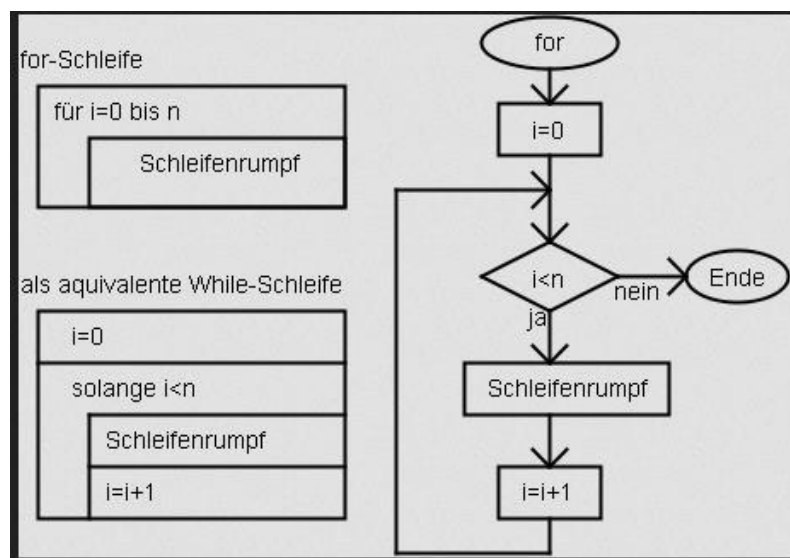 for-Schleife
für i=0 bis n
Schleifenrumpf
als aquivalente While-Schleife
i=0
solange i<n
Schleifenrumpf
i=i+1
for
i=0
i<n
nein
Ende
ja
Schleifenrumpf
i=i+1